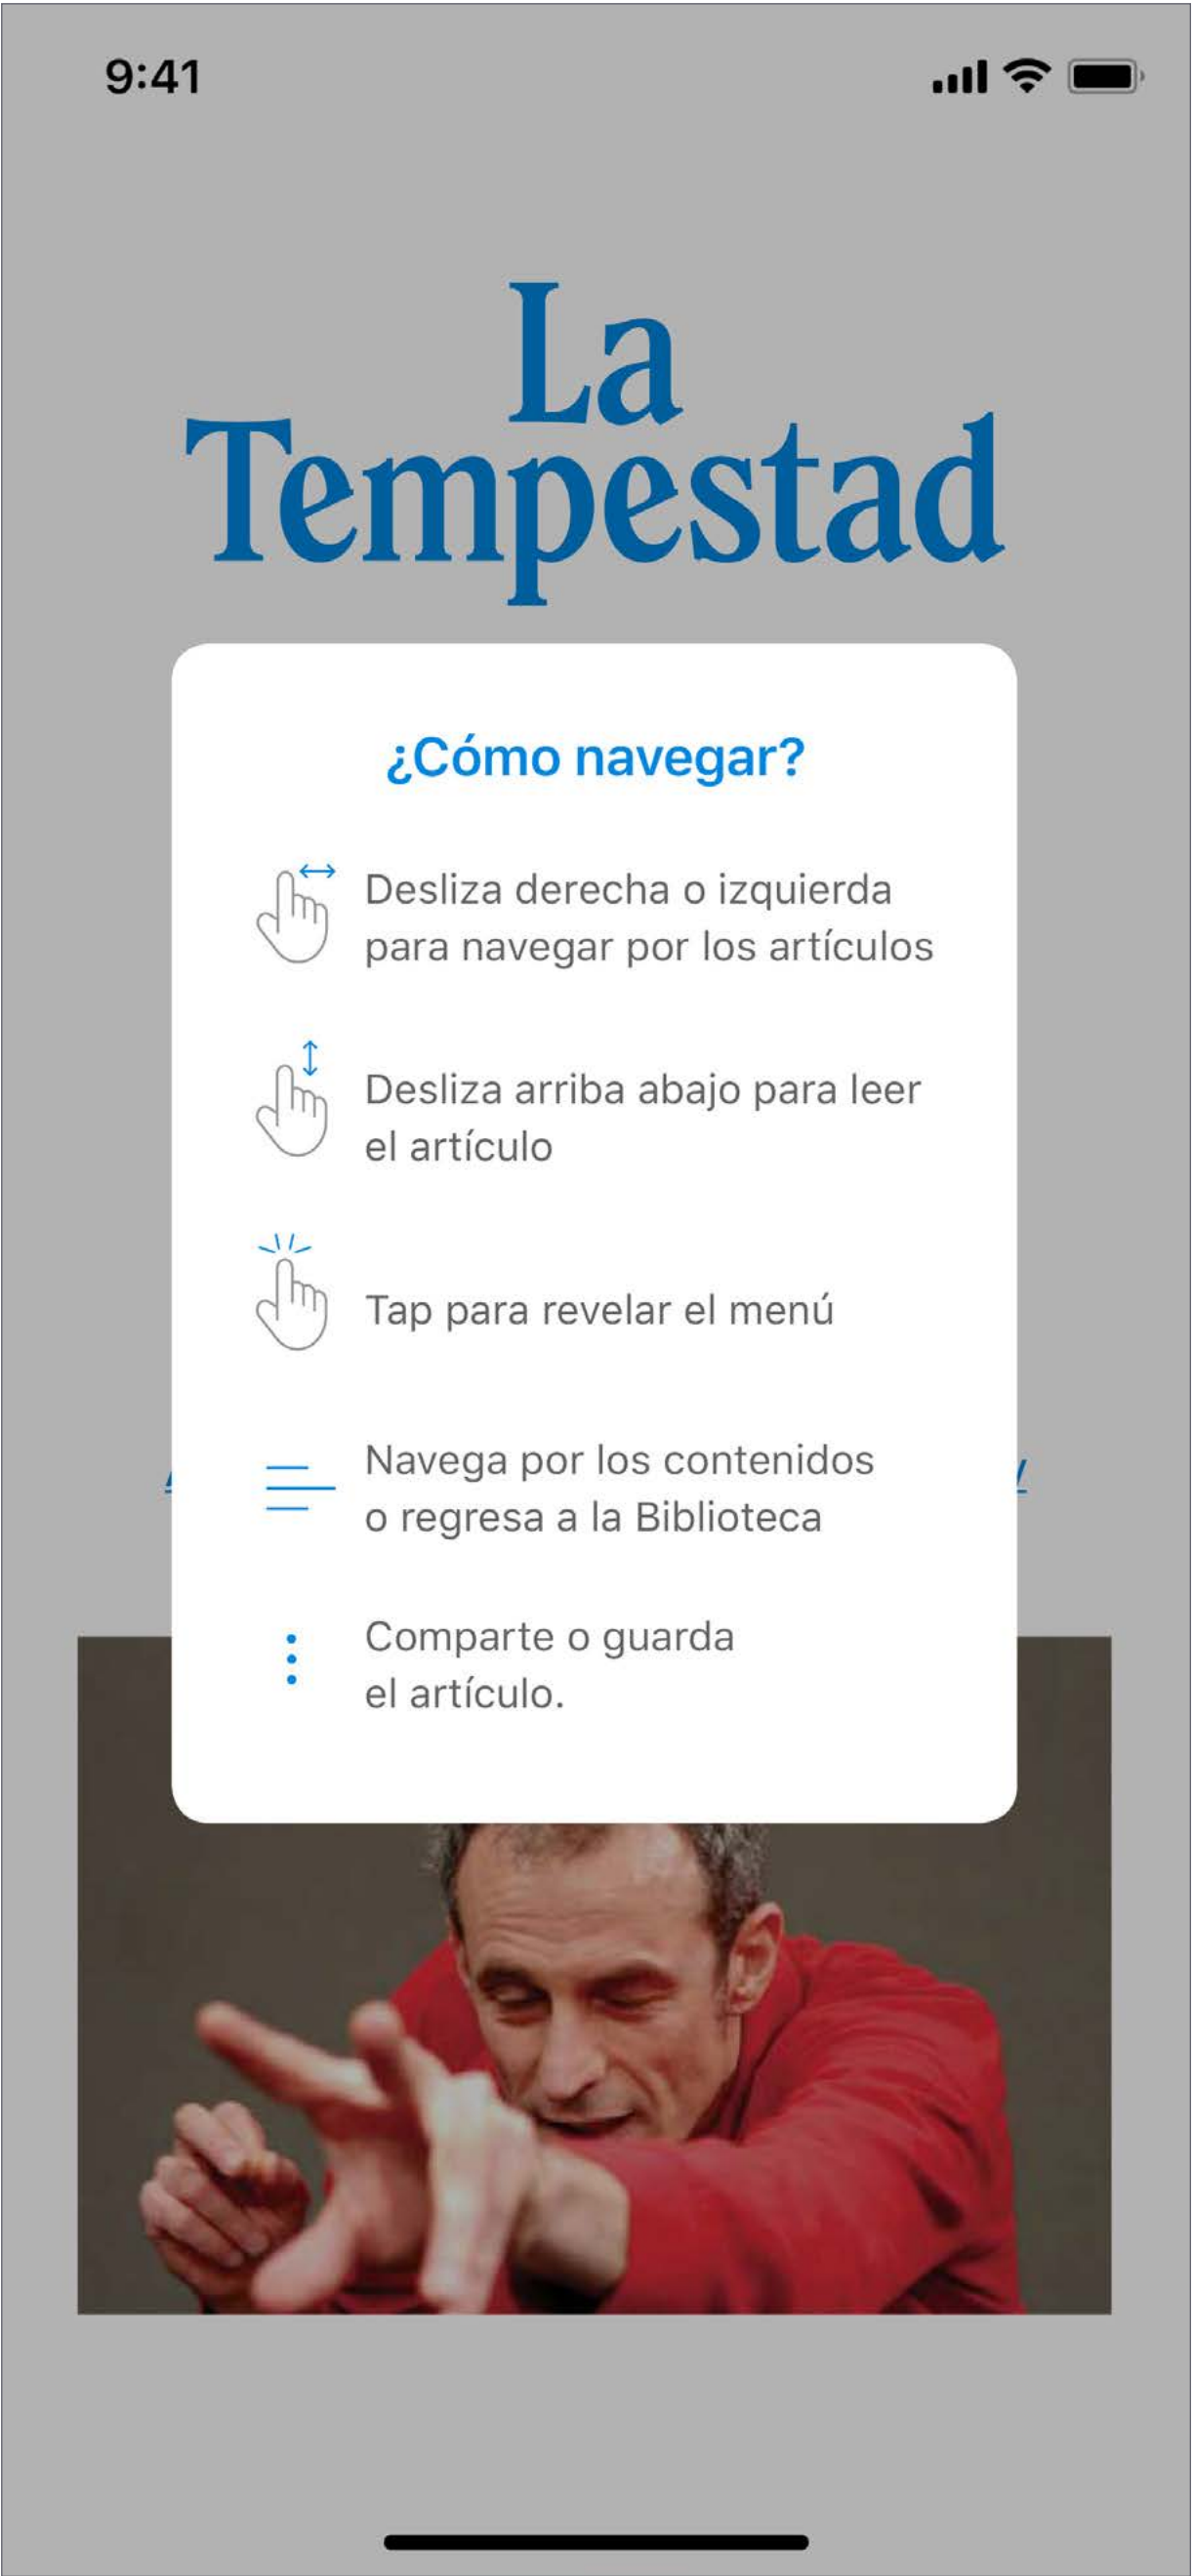 9:41
La
Tempestad
¿Cómo navegar?
Desliza derecha o izquierda
para navegar por los artículos
Desliza arriba abajo para leer
el artículo
Tap para revelar el menú
Navega por los contenidos
o regresa a la Biblioteca
Comparte o guarda
el artículo.